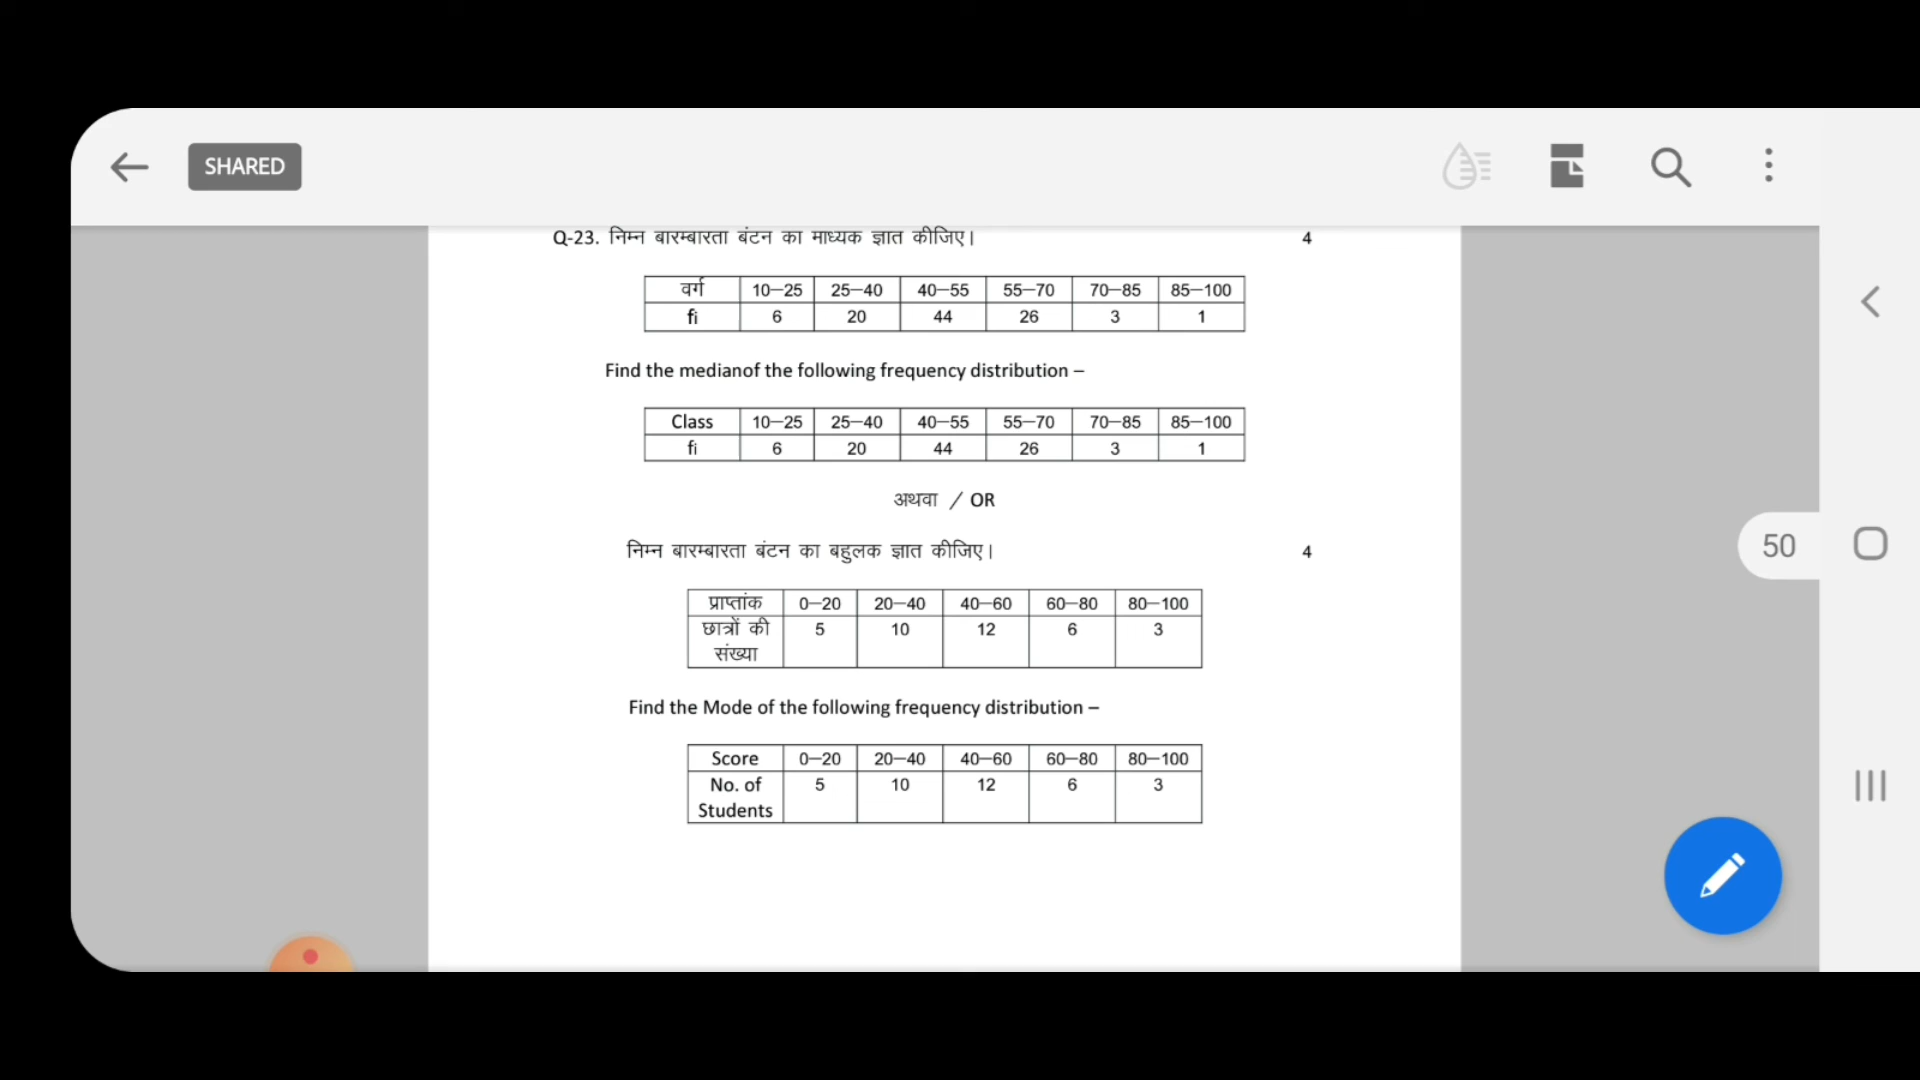 SHARED
Q-23. निम्न बारम्बारता बंटन का माध्यक ज्ञात कीजिए। 4
वर्ग 10–25 25–40 40–55 55–70 70–85 85–100
fi 6 20 44 26 3 1
Find the medianof the following frequency distribution –
Class 10–25 25–40 40–55 55–70 70–85 85–100
fi 6 20 44 26 3 1
अथवा / OR
निम्न बारम्बारता बंटन का बहुलक ज्ञात कीजिए। 4
प्राप्तांक 0–20 20–40 40–60 60–80 80–100
छात्रों की 5 10 12 6 3
संख्या
Find the Mode of the following frequency distribution –
Score 0–20 20–40 40–60 60–80 80–100
No. of 5 10 12 6 3
Students
50